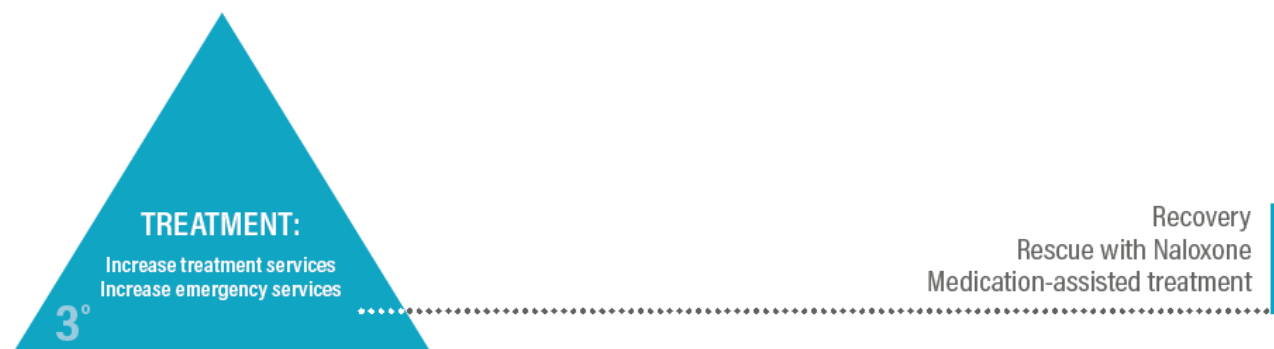 TREATMENT:
Increase treatment services
Increase emergency services
3°
Recovery
Rescue with Naloxone
Medication-assisted treatment